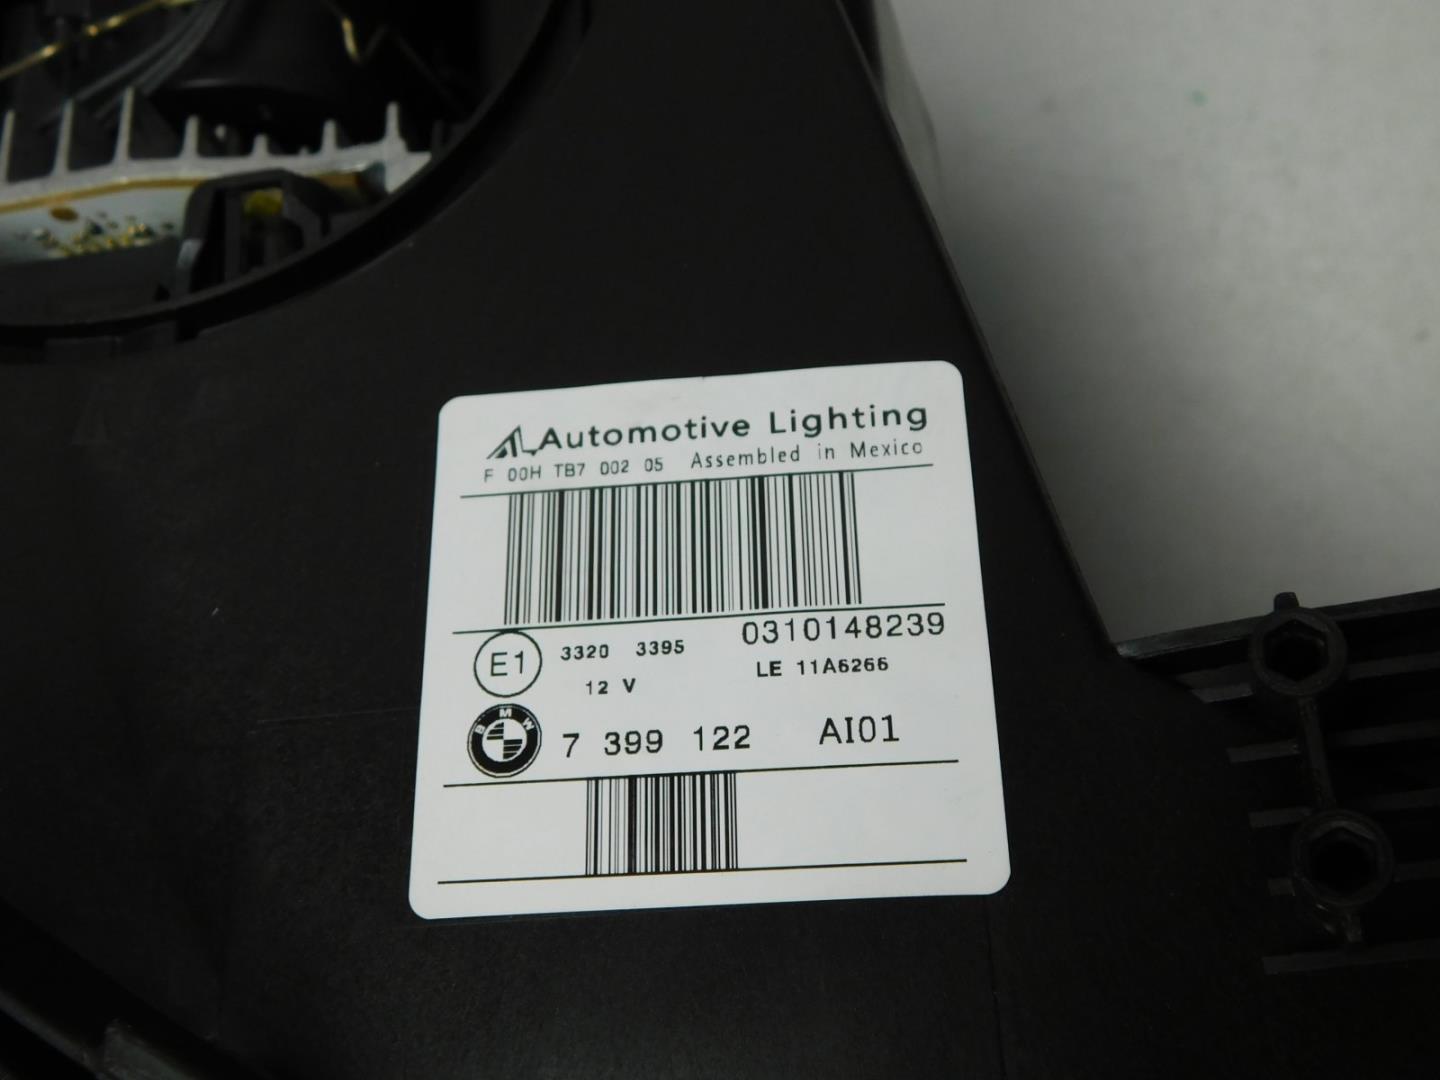 AL Automotive Lighting
F 00H TB7 002 05 Assembled in Mexico
0310148239
E1 3320 3395
LE 11A6266
12 V
BMW 7 399 122 AI01